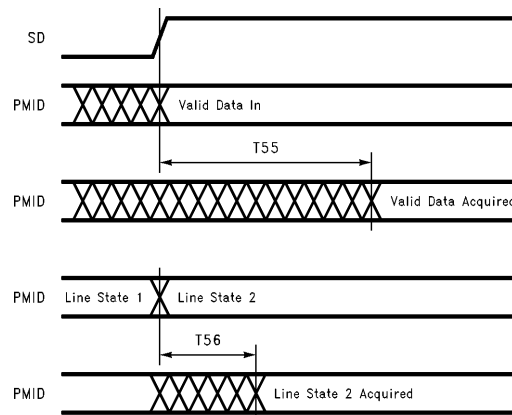 SD
PMID Valid Data In
T55
PMID Valid Data Acquired
PMID Line State 1 Line State 2
T56
PMID Line State 2 Acquired